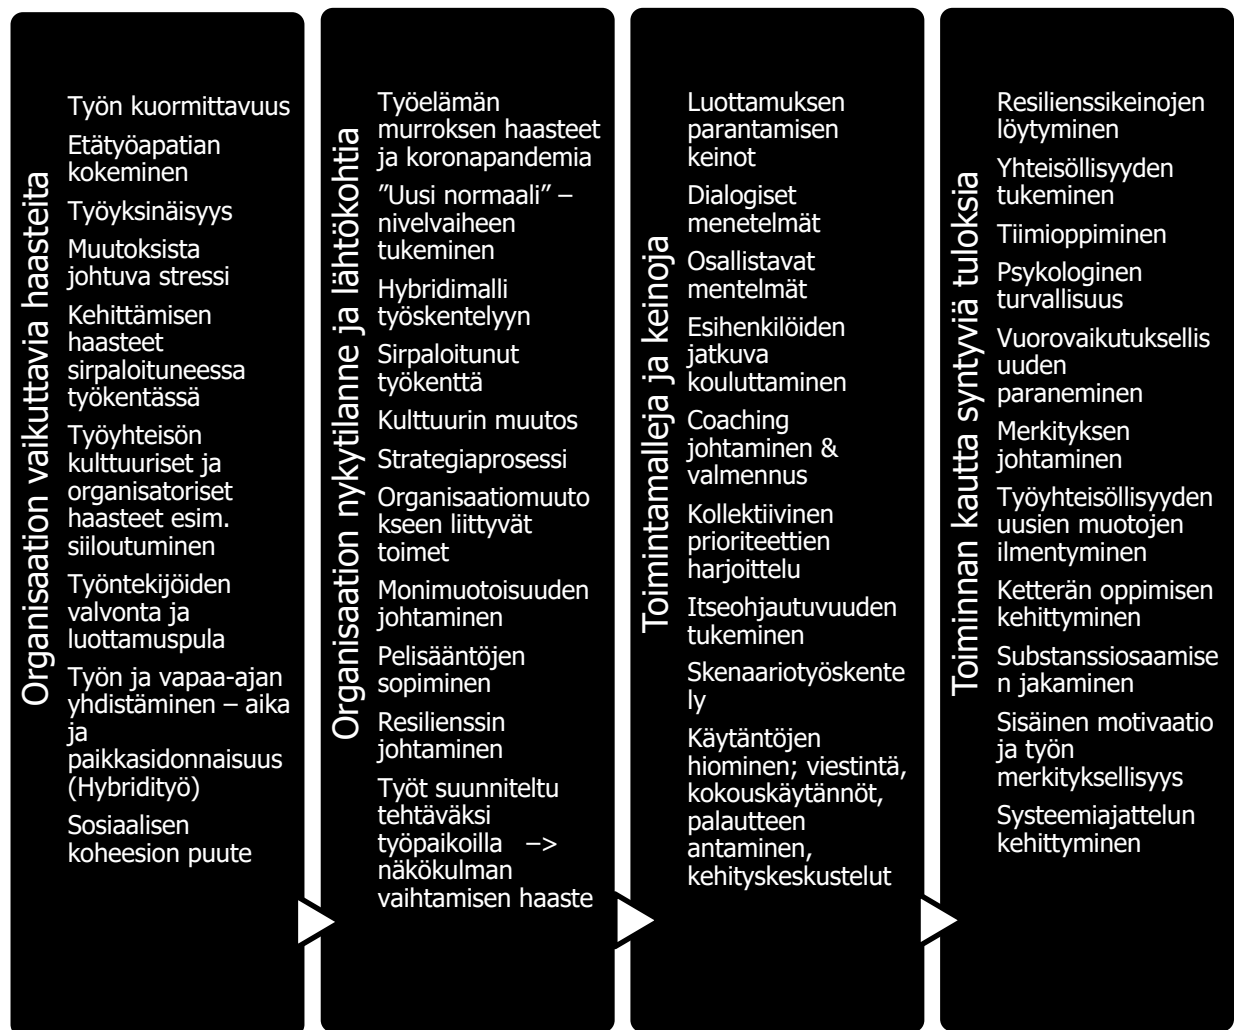 Organisaation vaikuttavia haasteita
Työn kuormittavuus
Etätyöapatian
kokeminen
Työyksinäisyys
Muutoksista
johtuva stressi
Kehittämisen
haasteet
sirpaloituneessa
työkentässä
Työyhteisön
kulttuuriset ja
organisatoriset
haasteet esim.
siiloutuminen
Työntekijöiden
valvonta ja
luottamuspula
Työn ja vapaa-ajan
yhdistäminen – aika
ja
paikkasidonnaisuus
(Hybridityö)
Sosiaalisen
koheesion puute
Organisaation nykytilanne ja lähtökohtia
Työelämän
murroksen haasteet
ja koronapandemia
”Uusi normaali” –
nivelvaiheen
tukeminen
Hybridimalli
työskentelyyn
Sirpaloitunut
työkenttä
Kulttuurin muutos
Strategiaprosessi
Organisaatiomuuto
kseen liittyvät
toimet
Monimuotoisuuden
johtaminen
Pelisääntöjen
sopiminen
Resilienssin
johtaminen
Työt suunniteltu
tehtäväksi
työpaikoilla –>
näkökulman
vaihtamisen haaste
Toimintamalleja ja keinoja
Luottamuksen
parantamisen
keinot
Dialogiset
menetelmät
Osallistavat
mentelmät
Esihenkilöiden
jatkuva
kouluttaminen
Coaching
johtaminen &
valmennus
Kollektiivinen
prioriteettien
harjoittelu
Itseohjautuvuuden
tukeminen
Skenaariotyöskente
ly
Käytäntöjen
hiominen; viestintä,
kokouskäytännöt,
palautteen
antaminen,
kehityskeskustelut
Toiminnan kautta syntyviä tuloksia
Resilienssikeinojen
löytyminen
Yhteisöllisyyden
tukeminen
Tiimioppiminen
Psykologinen
turvallisuus
Vuorovaikutuksellis
uuden
paraneminen
Merkityksen
johtaminen
Työyhteisöllisyyden
uusien muotojen
ilmentyminen
Ketterän oppimisen
kehittyminen
Substanssiosaamise
n jakaminen
Sisäinen motivaatio
ja työn
merkityksellisyys
Systeemiajattelun
kehittyminen